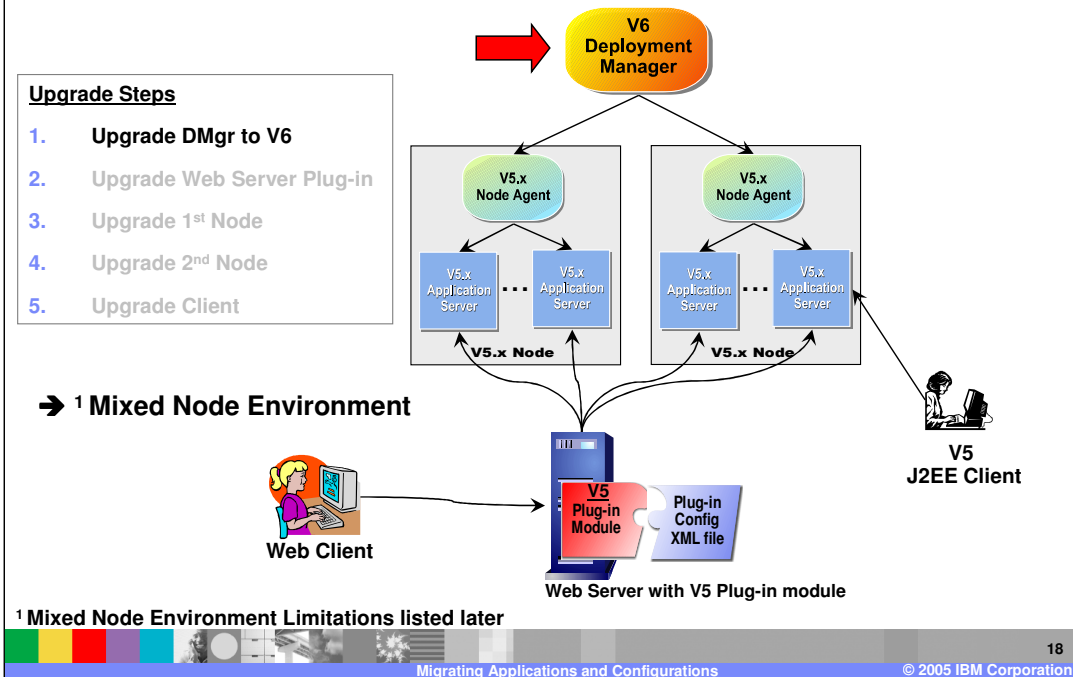 V6
Deployment
Manager
Upgrade Steps
1. Upgrade DMgr to V6
2. Upgrade Web Server Plug-in
3. Upgrade 1st Node
4. Upgrade 2nd Node
5. Upgrade Client
V5.x
Node Agent
V5.x
Application
Server
...
V5.x
Application
Server
V5.x Node
V5.x
Node Agent
V5.x
Application
Server
...
V5.x
Application
Server
V5.x Node
➔ 1 Mixed Node Environment
V5
J2EE Client
Web Client
V5
Plug-in
Module
Plug-in
Config
XML file
Web Server with V5 Plug-in module
1 Mixed Node Environment Limitations listed later
18
Migrating Applications and Configurations
© 2005 IBM Corporation